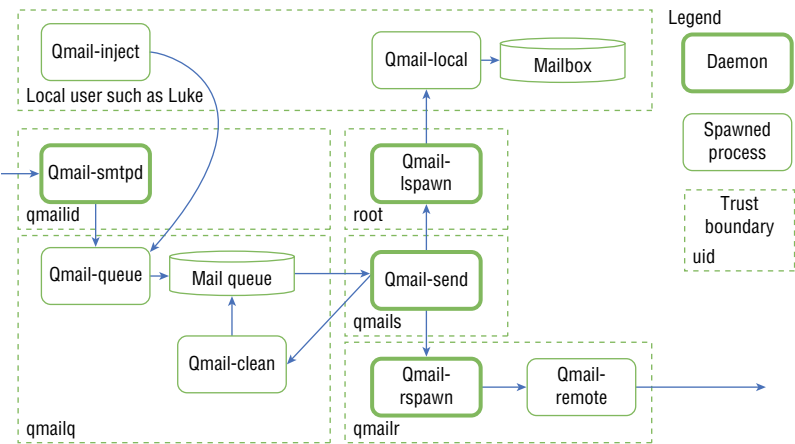 Legend
Qmail-inject
Qmail-local
Mailbox
Daemon
Local user such as Luke
Spawned
process
Qmail-smtpd
qmailid
Qmail-
lspawn
root
Trust
boundary
uid
Qmail-queue
Mail queue
Qmail-send
qmails
Qmail-clean
qmailq
Qmail-
rspawn
Qmail-
remote
qmailr